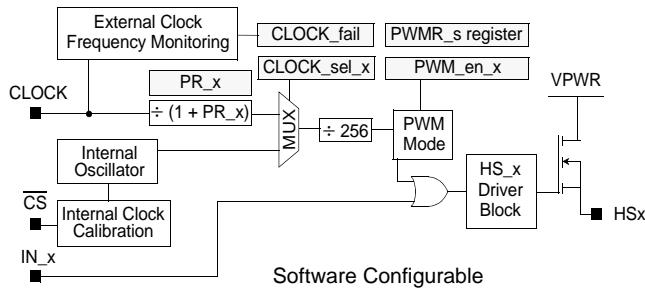 External Clock
Frequency Monitoring
CLOCK_fail
PWMR_s register
PR_x
CLOCK_sel_x
PWM_en_x
VPWR
CLOCK
÷ (1 + PR_x)
MUX
÷ 256
PWM
Mode
Internal
Oscillator
HS_x
Driver
Block
CS
Internal Clock
Calibration
HSx
IN_x
Software Configurable